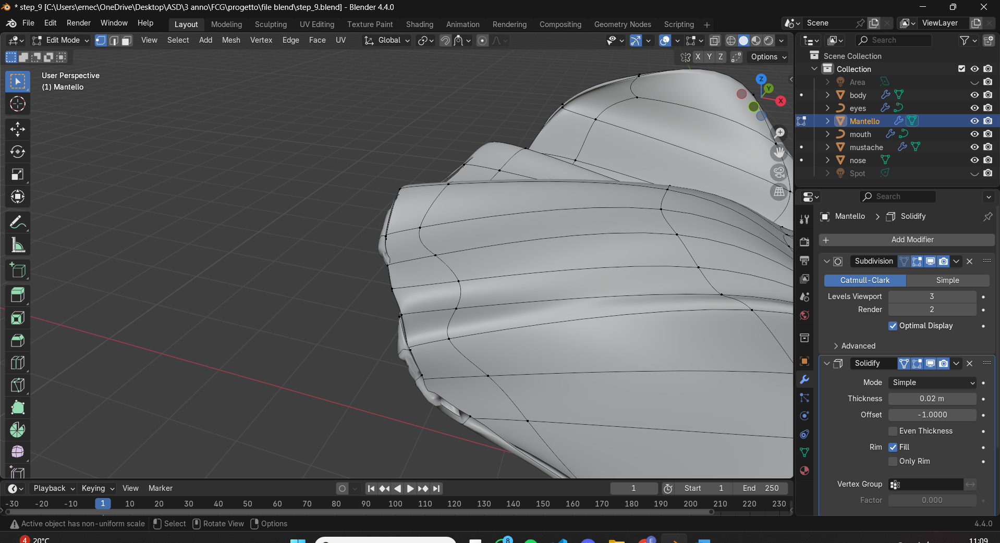 * step_9 [C:\Users\ernec\OneDrive\Desktop\ASD\3 anno\FCG\progetto\file blend\step_9.blend] - Blender 4.4.0
File Edit Render Window Help Layout Modeling Sculpting UV Editing Texture Paint Shading Animation Rendering Compositing Geometry Nodes Scripting + Scene ViewLayer
Edit Mode View Select Add Mesh Vertex Edge Face UV Global Search
X Y Z Options
User Perspective
(1) Mantello
Z
Y
X
Scene Collection
Collection
Area
body
eyes
Mantello
mouth
mustache
nose
Spot
Search
Mantello > Solidify
+ Add Modifier
Subdivision
Catmull-Clark Simple
Levels Viewport 3
Render 2
Optimal Display
Advanced
Solidify
Mode Simple
Thickness 0.02 m
Offset -1.0000
Even Thickness
Rim Fill
Only Rim
Vertex Group
Factor 0.000
Playback Keying View Marker 1 Start 1 End 250
-30 -20 -10 1 10 20 30 40 50 60 70 80 90 100 110 120 130 140 150 160 170 180 190 200 210 220 230
Active object has non-uniform scale Select Rotate View Options 4.4.0
4 20°C 8 E 11:09